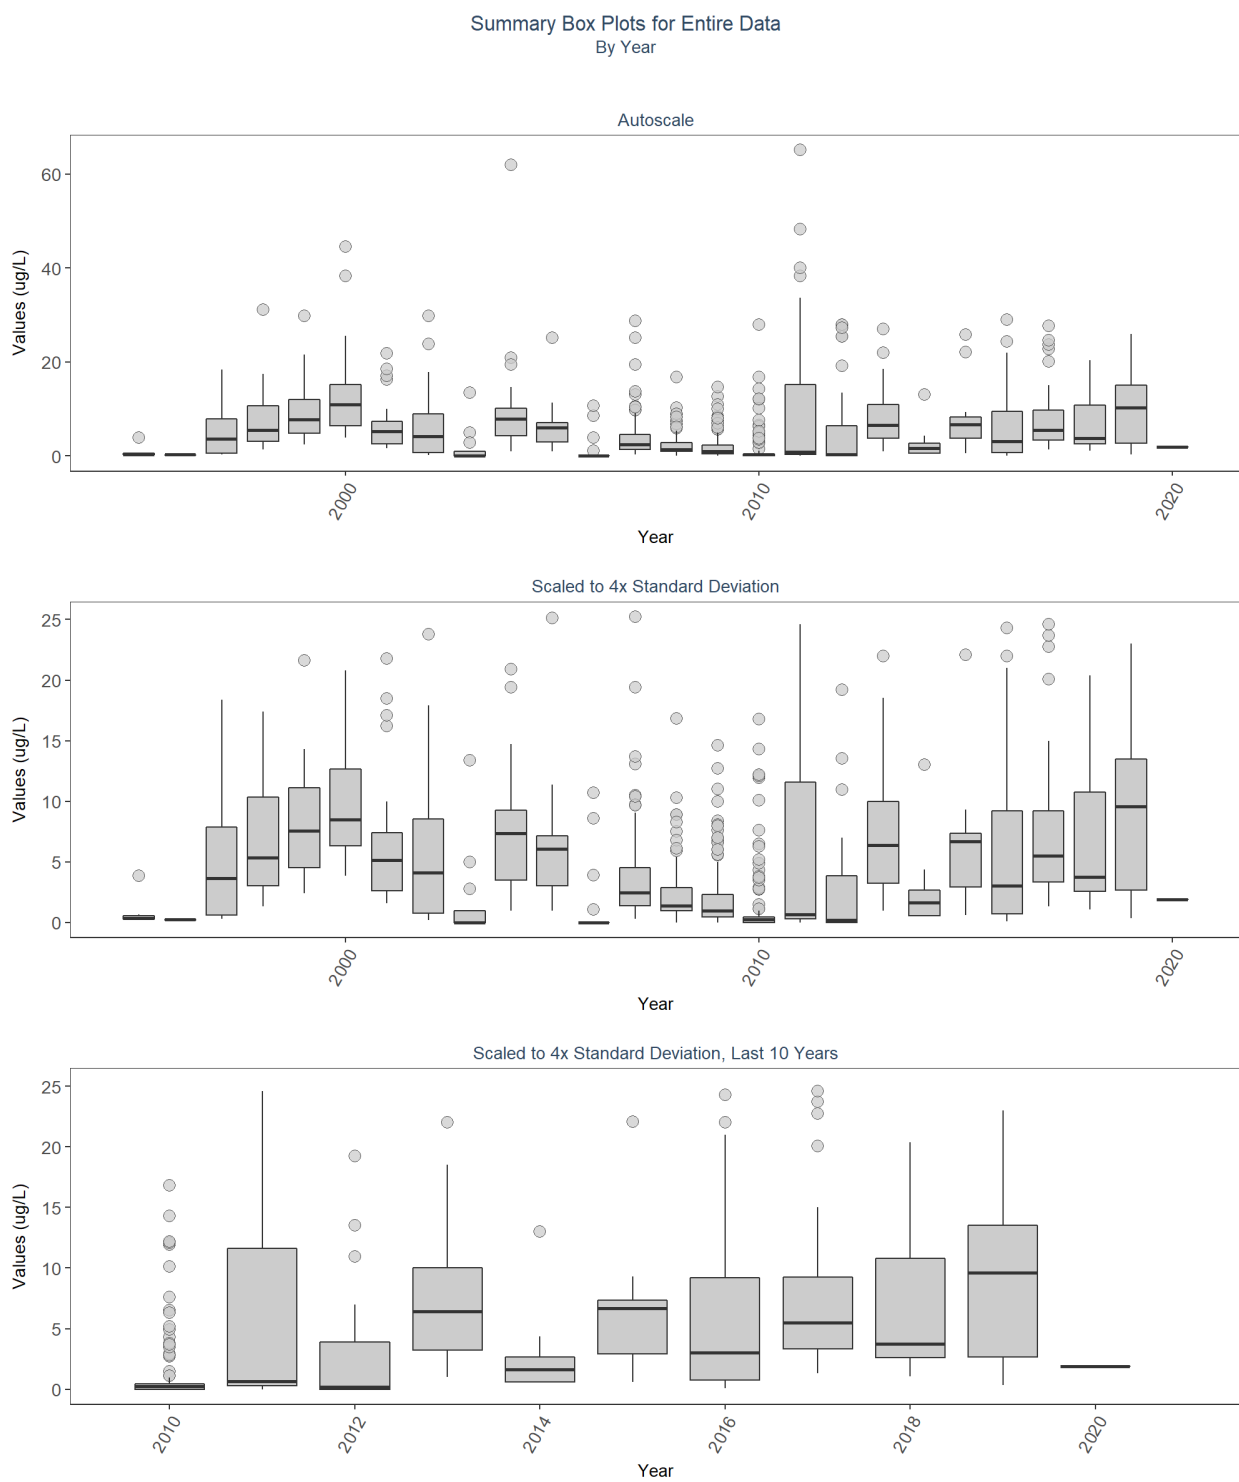 Summary Box Plots for Entire Data
By Year
Autoscale
Values (ug/L)
60
40
20
0
2000
2010
2020
Year
Scaled to 4x Standard Deviation
Values (ug/L)
25
20
15
10
5
0
2000
2010
2020
Year
Scaled to 4x Standard Deviation, Last 10 Years
Values (ug/L)
25
20
15
10
5
0
2010
2012
2014
2016
2018
2020
Year